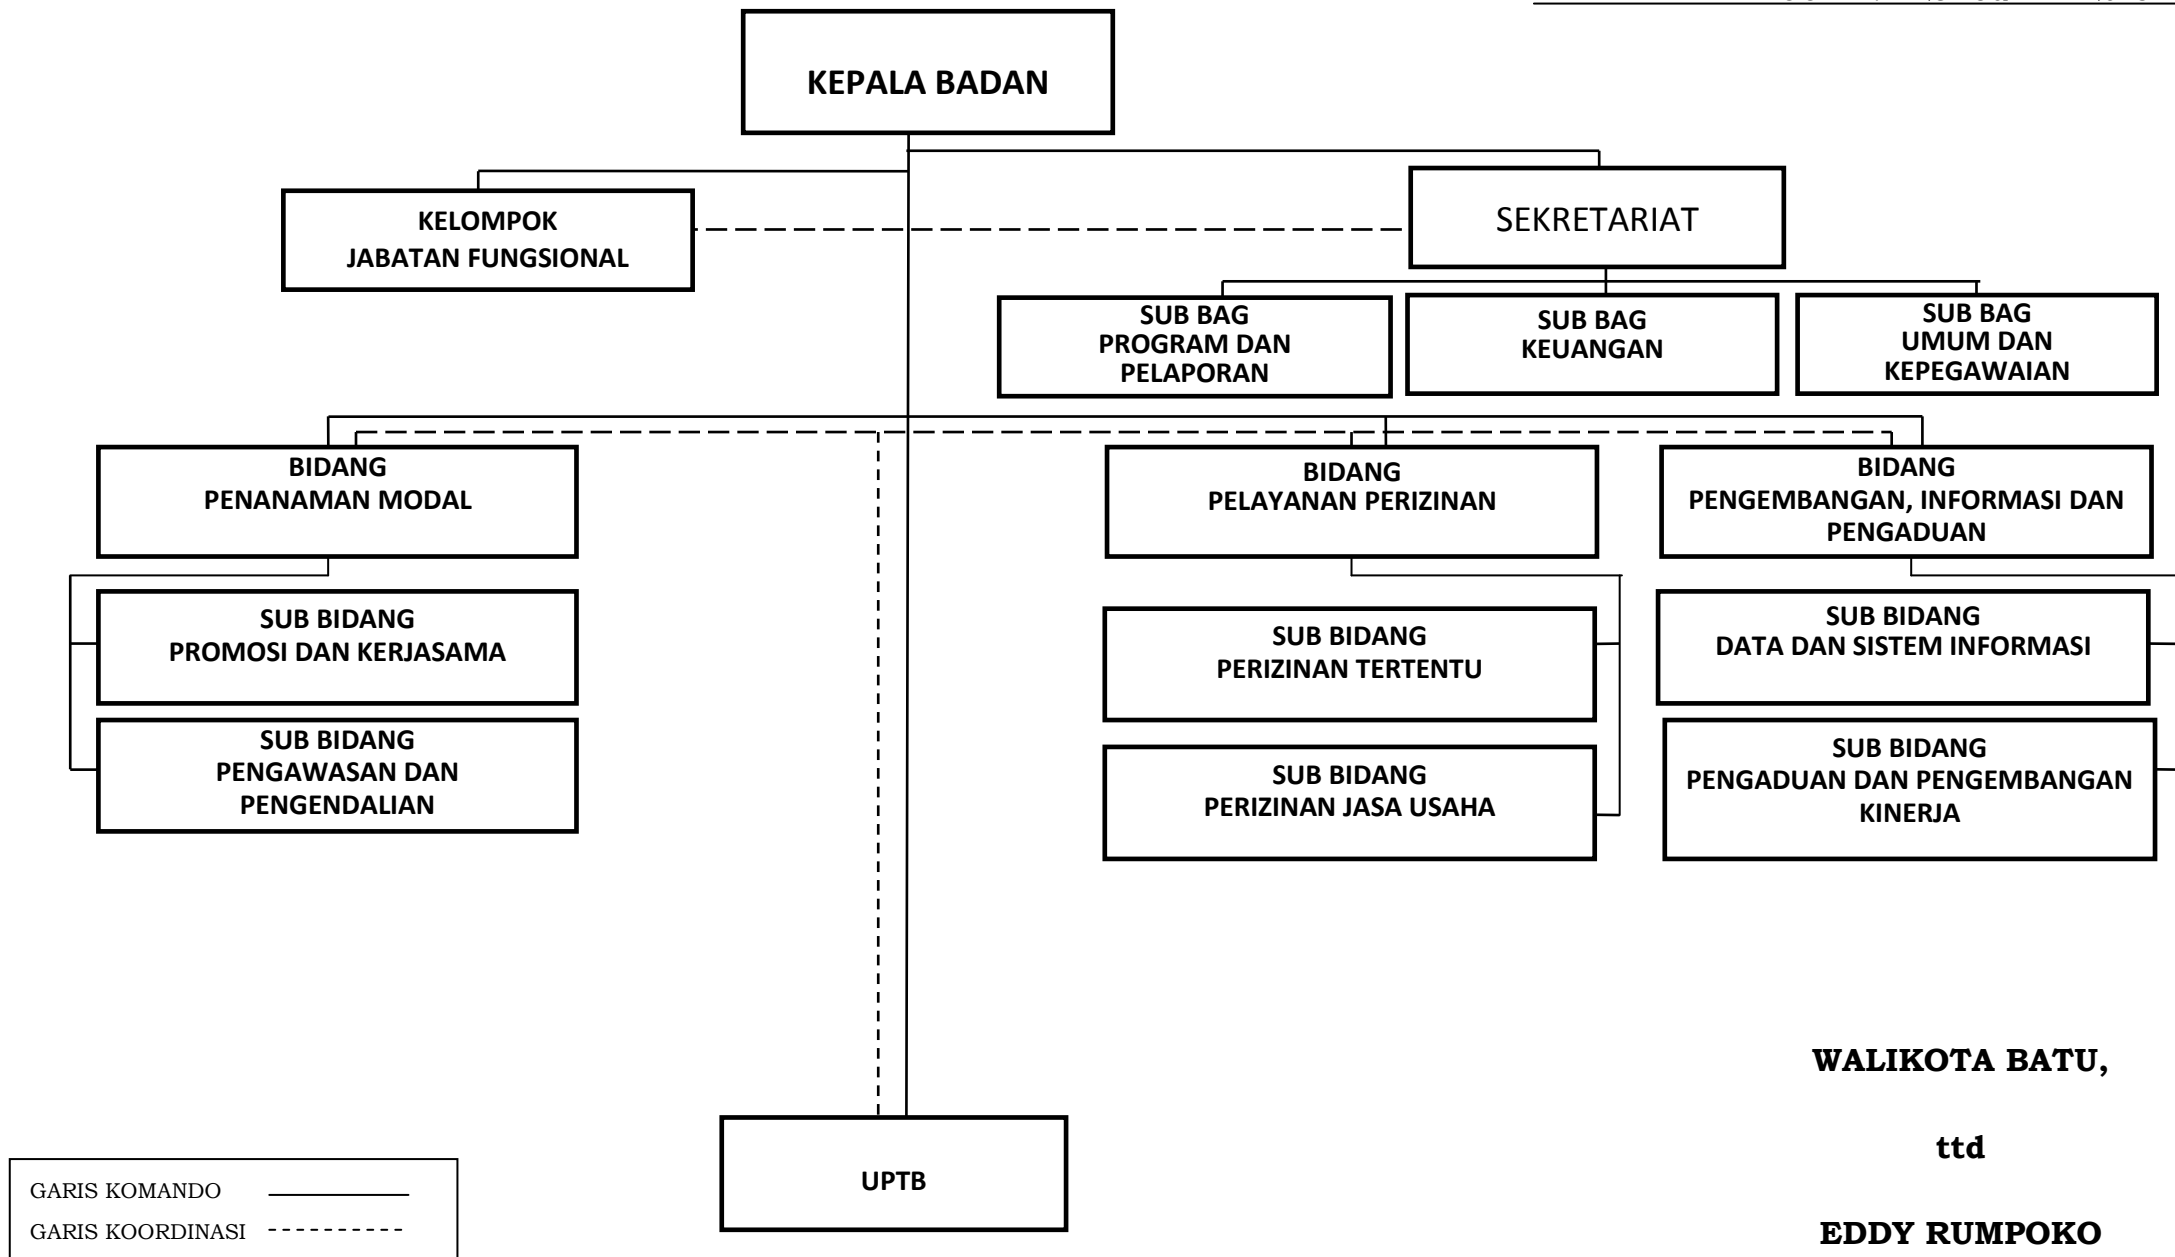 KEPALA BADAN
KELOMPOK
JABATAN FUNGSIONAL
SEKRETARIAT
SUB BAG
PROGRAM DAN
PELAPORAN
SUB BAG
KEUANGAN
SUB BAG
UMUM DAN
KEPEGAWAIAN
BIDANG
PENANAMAN MODAL
BIDANG
PELAYANAN PERIZINAN
BIDANG
PENGEMBANGAN, INFORMASI DAN
PENGADUAN
SUB BIDANG
PROMOSI DAN KERJASAMA
SUB BIDANG
PERIZINAN TERTENTU
SUB BIDANG
DATA DAN SISTEM INFORMASI
SUB BIDANG
PENGAWASAN DAN
PENGENDALIAN
SUB BIDANG
PERIZINAN JASA USAHA
SUB BIDANG
PENGADUAN DAN PENGEMBANGAN
KINERJA
UPTB
WALIKOTA BATU,
ttd
EDDY RUMPOKO
GARIS KOMANDO
GARIS KOORDINASI